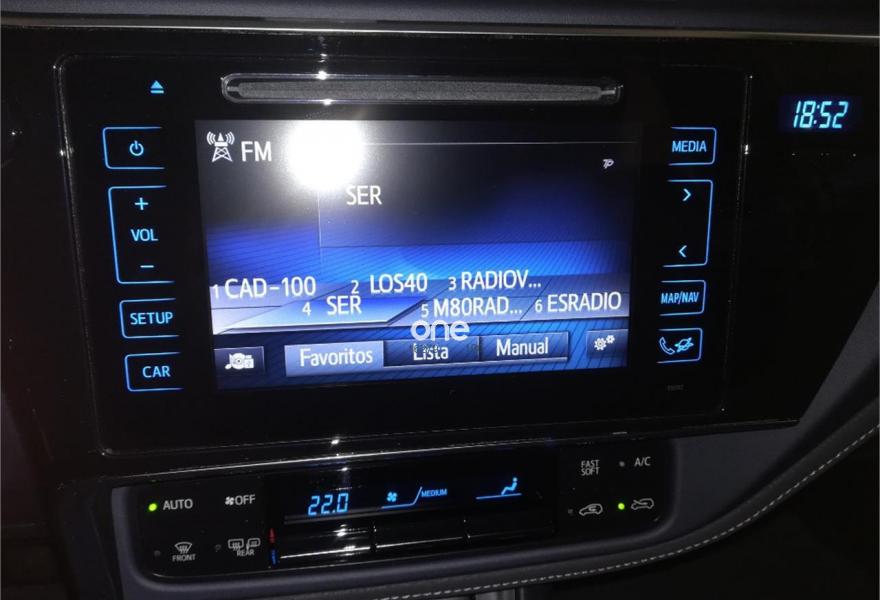 18:52
FM
MEDIA
SER
+
VOL
−
1 CAD-100 2 LOS40 3 RADIOV...
4 SER 5 M80RAD... 6 ESRADIO
MAP/NAV
SETUP
one
Favoritos Lista Manual
CAR
FAST
SOFT
A/C
AUTO
OFF
22.0
MEDIUM
FRONT
REAR